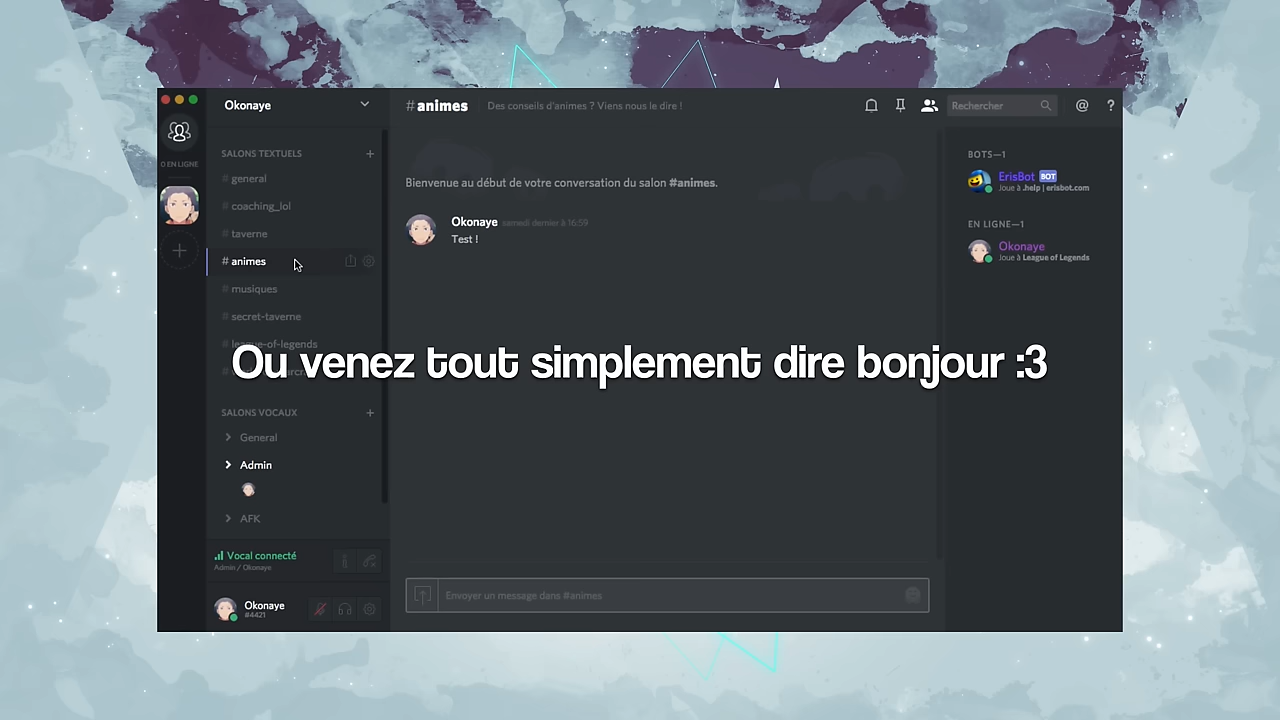 Okonaye
#animes
Des conseils d'animes ? Viens nous le dire !
Rechercher
@
?
0 EN LIGNE
SALONS TEXTUELS
+
# general
# coaching_lol
# taverne
# animes
# musiques
# secret-taverne
# league-of-legends
SALONS VOCAUX
+
General
Admin
AFK
Vocal connecté
Admin / Okonaye
Okonaye
#4421
Bienvenue au début de votre conversation du salon #animes.
Okonaye samedi dernier à 16:59
Test !
Ou venez tout simplement dire bonjour :3
Envoyer un message dans #animes
BOTS—1
ErisBot BOT
Joue à .help | erisbot.com
EN LIGNE—1
Okonaye
Joue à League of Legends